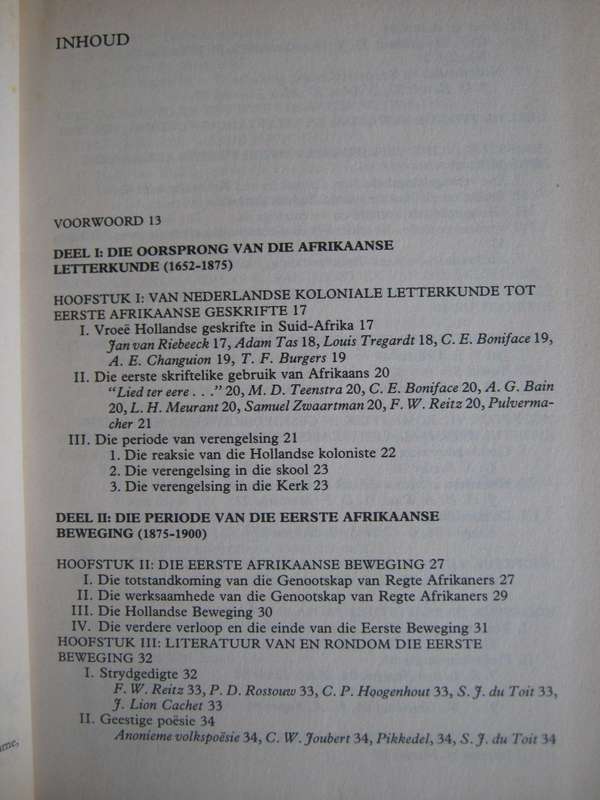 INHOUD
VOORWOORD 13
DEEL I: DIE OORSPRONG VAN DIE AFRIKAANSE
LETTERKUNDE (1652-1875)
HOOFSTUK I: VAN NEDERLANDSE KOLONIALE LETTERKUNDE TOT
EERSTE AFRIKAANSE GESKRIFTE 17
I. Vroeë Hollandse geskrifte in Suid-Afrika 17
Jan van Riebeeck 17, Adam Tas 18, Louis Tregardt 18, C. E. Boniface 19,
A. E. Changuion 19, T. F. Burgers 19
II. Die eerste skriftelike gebruik van Afrikaans 20
"Lied ter eere . . ." 20, M. D. Teenstra 20, C. E. Boniface 20, A. G. Bain
20, L. H. Meurant 20, Samuel Zwaartman 20, F. W. Reitz 20, Pulverma-
cher 21
III. Die periode van verengelsing 21
1. Die reaksie van die Hollandse koloniste 22
2. Die verengelsing in die skool 23
3. Die verengelsing in die Kerk 23
DEEL II: DIE PERIODE VAN DIE EERSTE AFRIKAANSE
BEWEGING (1875-1900)
HOOFSTUK II: DIE EERSTE AFRIKAANSE BEWEGING 27
I. Die totstandkoming van die Genootskap van Regte Afrikaners 27
II. Die werksaamhede van die Genootskap van Regte Afrikaners 29
III. Die Hollandse Beweging 30
IV. Die verdere verloop en die einde van die Eerste Beweging 31
HOOFSTUK III: LITERATUUR VAN EN RONDOM DIE EERSTE
BEWEGING 32
I. Strydgedigte 32
F. W. Reitz 33, P. D. Rossouw 33, C. P. Hoogenhout 33, S. J. du Toit 33,
J. Lion Cachet 33
II. Geestige poësie 34
Anonieme volkspoësie 34, C. W. Joubert 34, Pikkedel, 34, S. J. du Toit 34